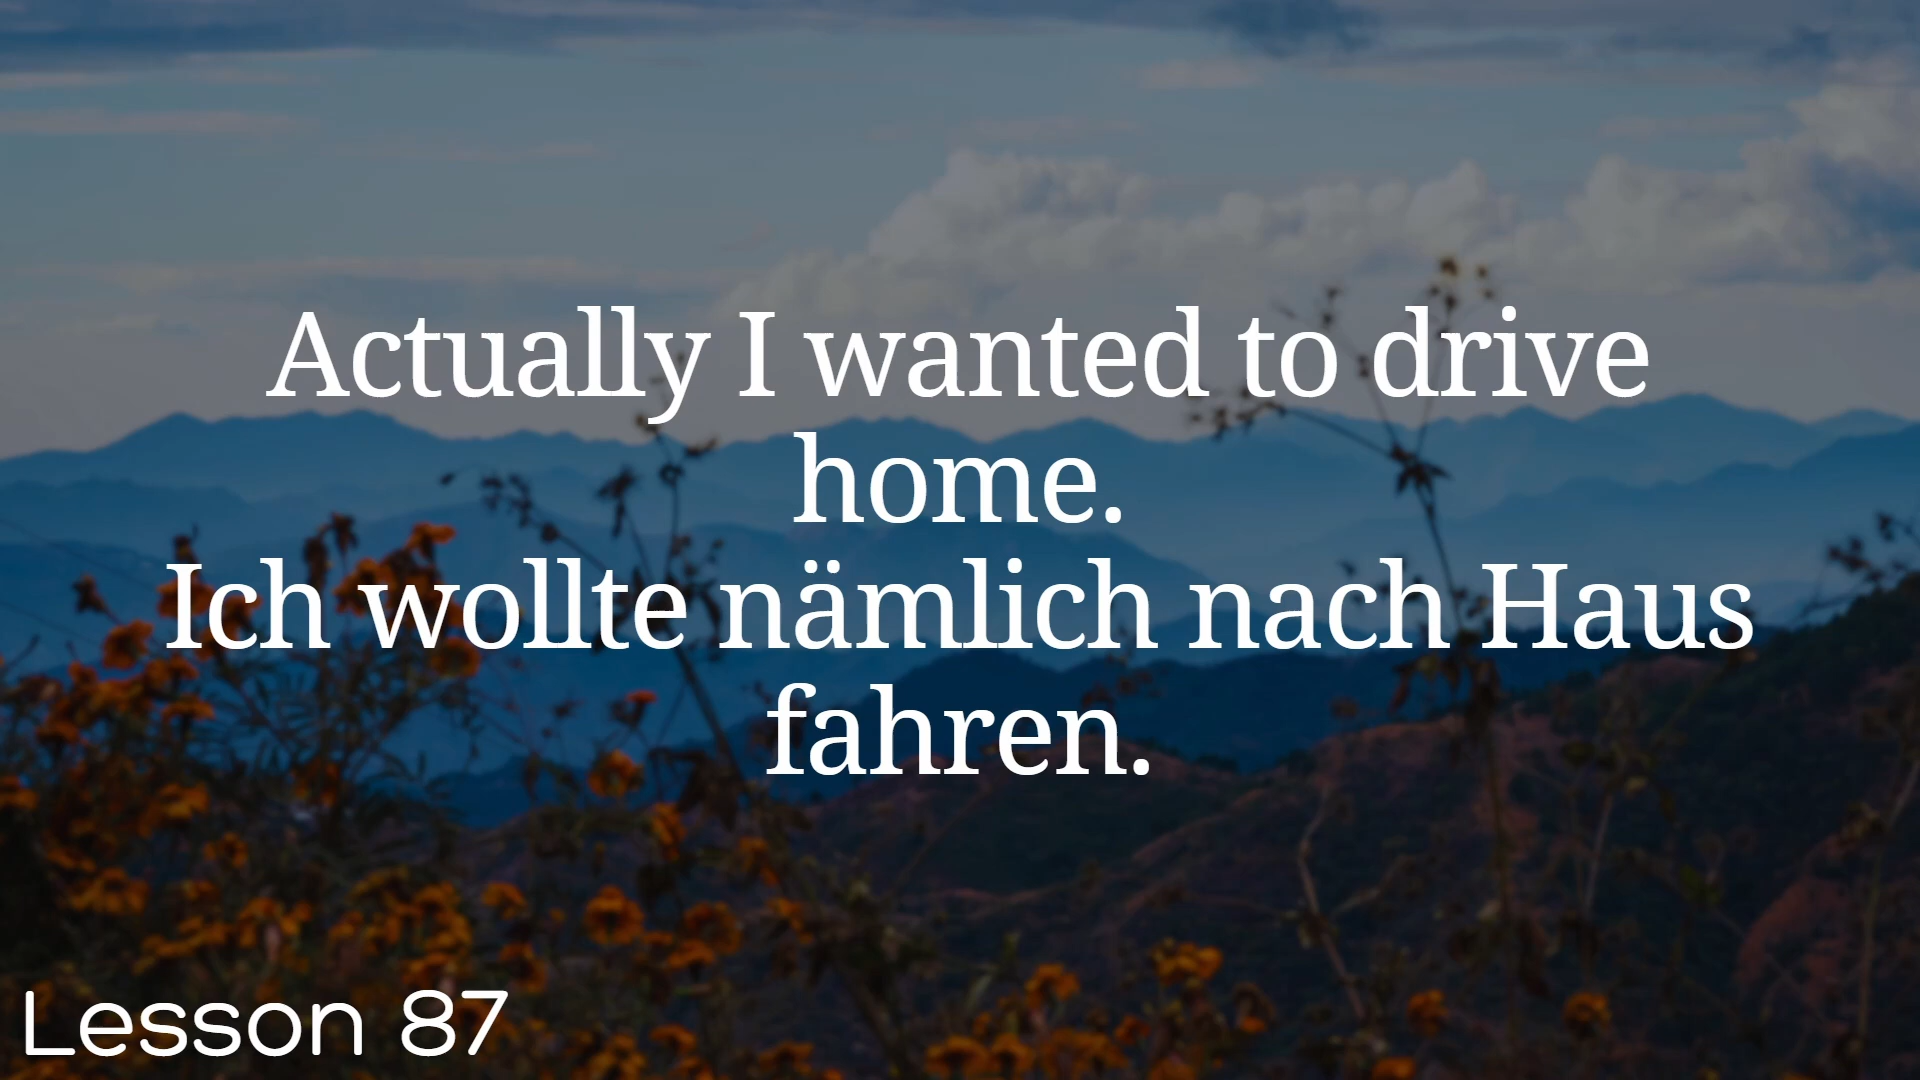 Actually I wanted to drive
home.
Ich wollte nämlich nach Haus
fahren.
Lesson 87